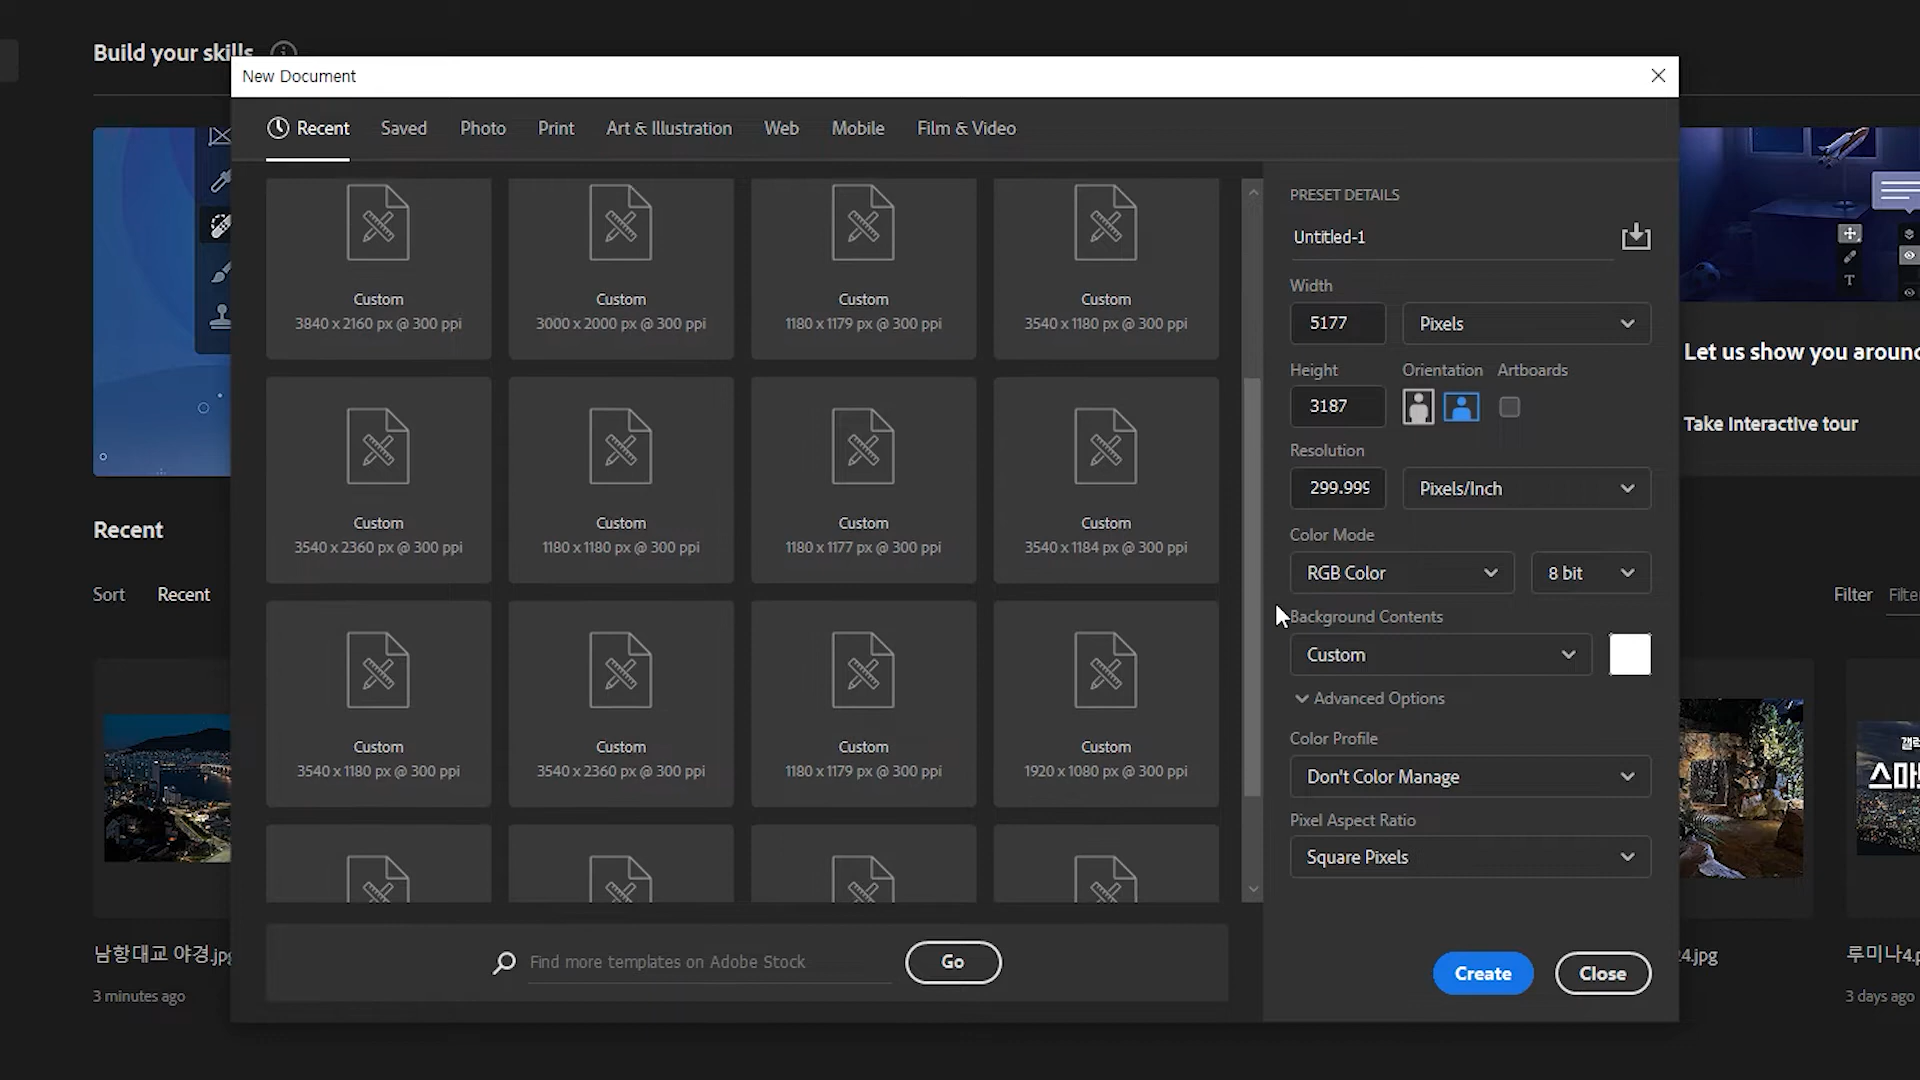 Build your skills
New Document
Recent Saved Photo Print Art & Illustration Web Mobile Film & Video
Custom
3840 x 2160 px @ 300 ppi
Custom
3000 x 2000 px @ 300 ppi
Custom
1180 x 1179 px @ 300 ppi
Custom
3540 x 1180 px @ 300 ppi
Custom
3540 x 2360 px @ 300 ppi
Custom
1180 x 1180 px @ 300 ppi
Custom
1180 x 1177 px @ 300 ppi
Custom
3540 x 1184 px @ 300 ppi
Custom
3540 x 1180 px @ 300 ppi
Custom
3540 x 2360 px @ 300 ppi
Custom
1180 x 1179 px @ 300 ppi
Custom
1920 x 1080 px @ 300 ppi
Find more templates on Adobe Stock
Go
PRESET DETAILS
Untitled-1
Width
5177 Pixels
Height Orientation Artboards
3187
Resolution
299.999 Pixels/Inch
Color Mode
RGB Color 8 bit
Background Contents
Custom
Advanced Options
Color Profile
Don't Color Manage
Pixel Aspect Ratio
Square Pixels
Create Close
Let us show you around
Take Interactive tour
Recent
Sort Recent
Filter Filte
남항대교 야경.jpg
3 minutes ago
4.jpg
루미나4.p
3 days ago